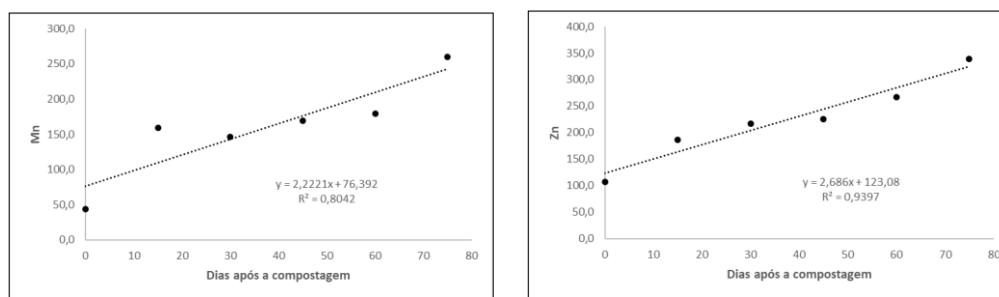 300,0
250,0
200,0
150,0
100,0
50,0
0,0
Mn
y = 2,2221x + 76,392
R² = 0,8042
0 10 20 30 40 50 60 70 80
Dias após a compostagem
400,0
350,0
300,0
250,0
200,0
150,0
100,0
50,0
0,0
Zn
y = 2,686x + 123,08
R² = 0,9397
0 10 20 30 40 50 60 70 80
Dias após a compostagem